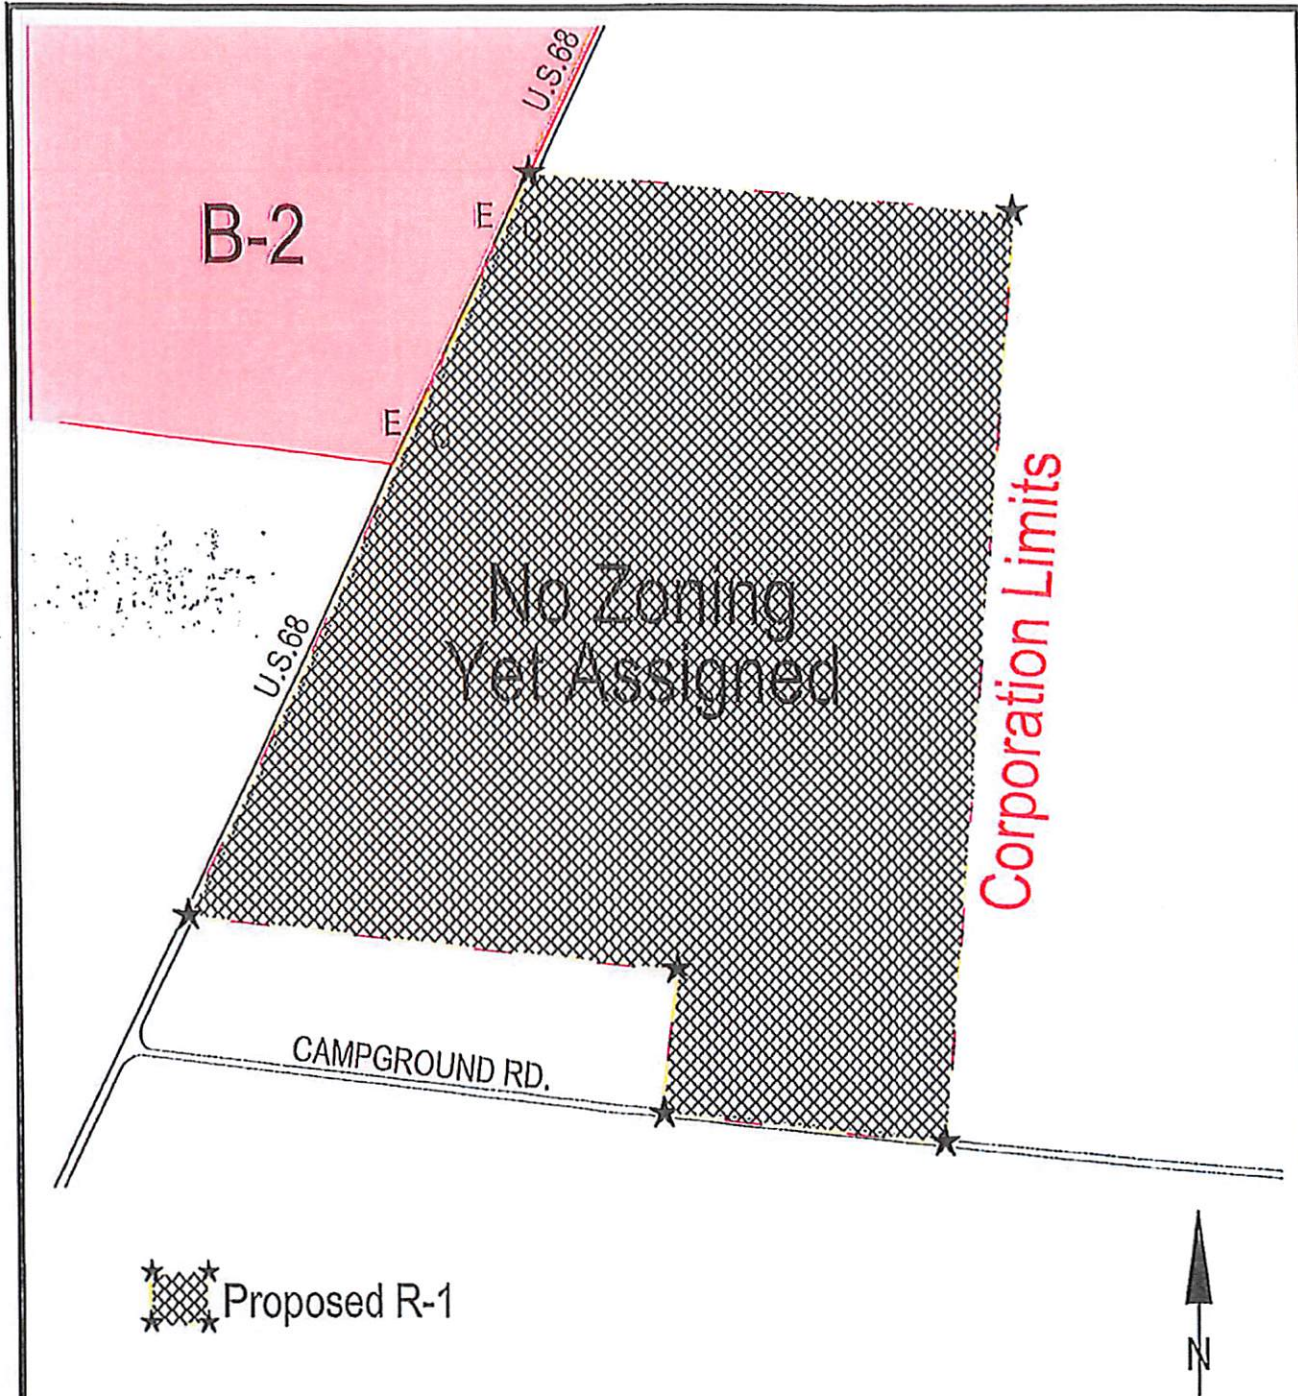 U.S.68
B-2
E
E
No Zoning
Yet Assigned
Corporation Limits
U.S.68
CAMPGROUND RD.
Proposed R-1
N